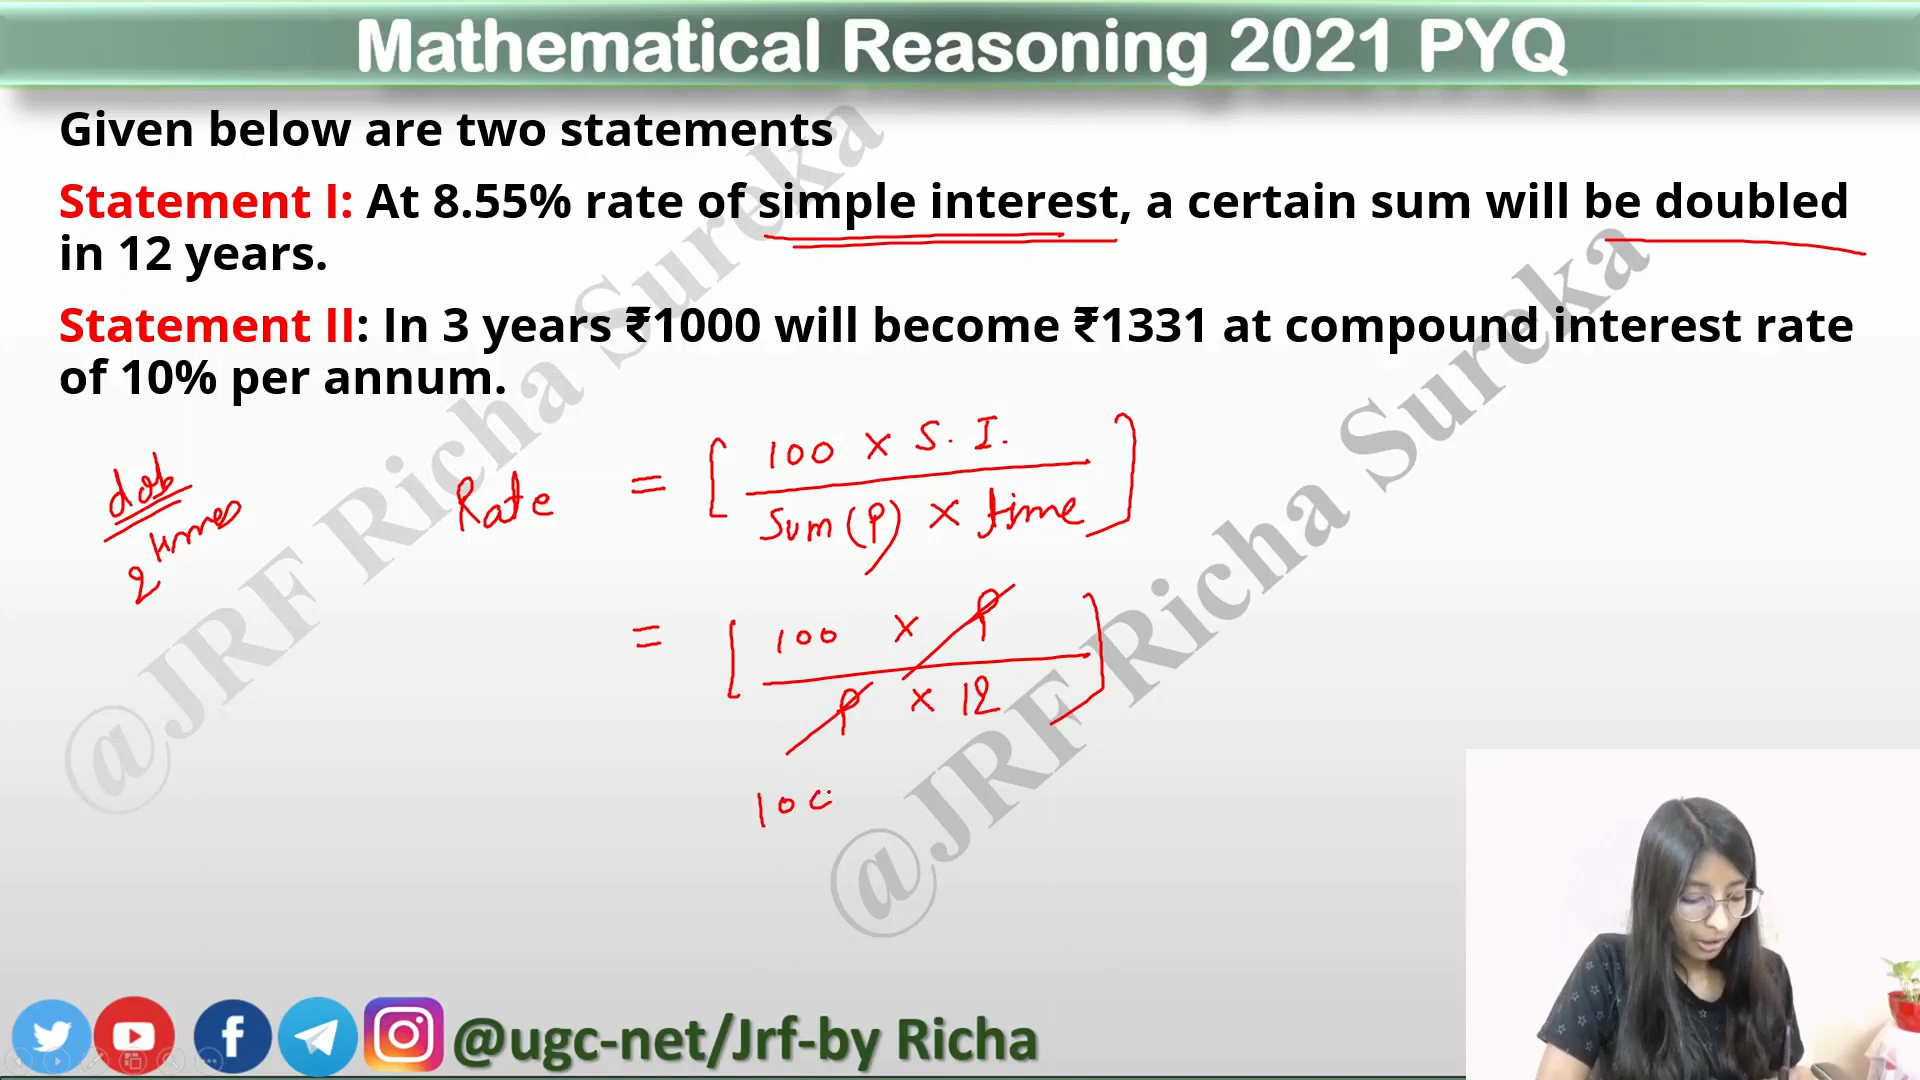 Mathematical Reasoning 2021 PYQ
Given below are two statements
Statement I: At 8.55% rate of simple interest, a certain sum will be doubled
in 12 years.
Statement II: In 3 years ₹1000 will become ₹1331 at compound interest rate
of 10% per annum.
dob
2 times
Rate = [ 100 × S. I.
Sum (P) × time ]
= [ 100 × P
P × 12 ]
100
@JRF Richa Sureka
@JRF Richa Sureka
@ugc-net/Jrf-by Richa